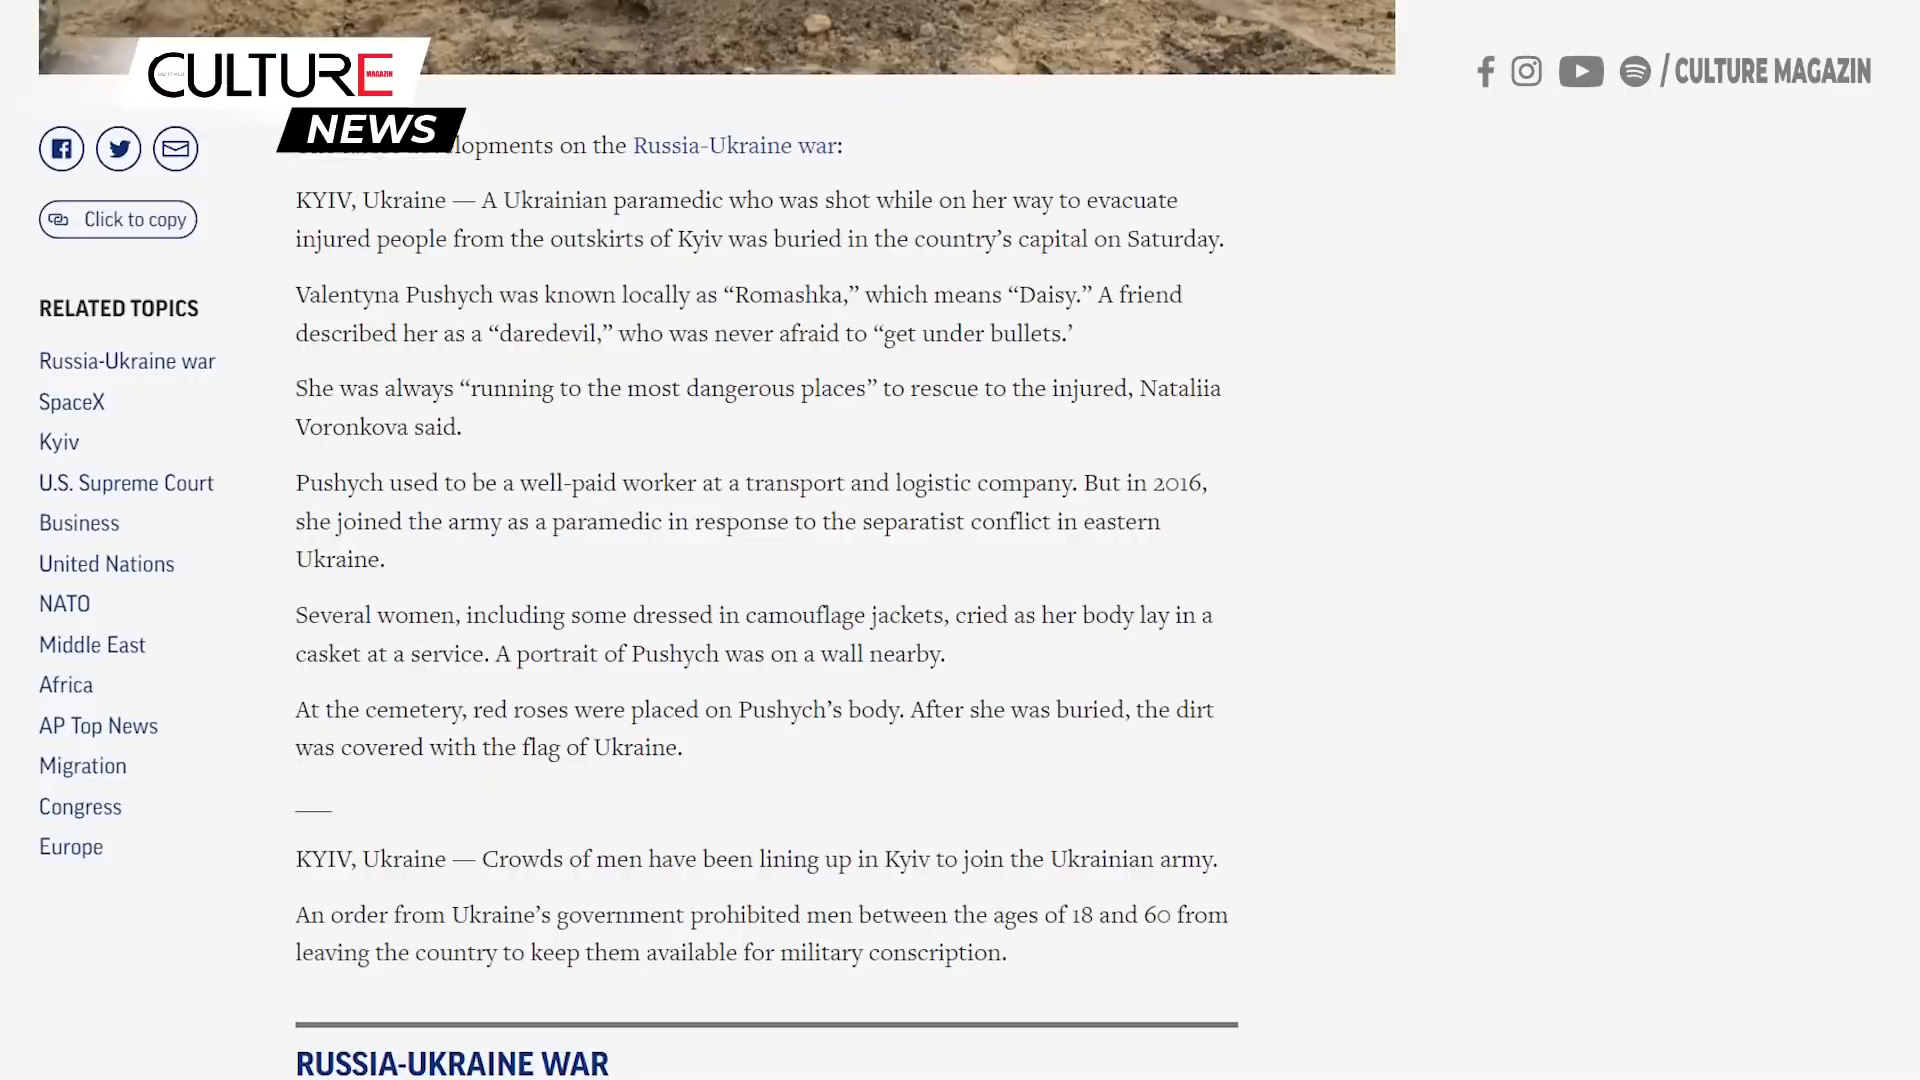 CULTURE
MAGAZIN
NEWS
/ CULTURE MAGAZIN
lopments on the Russia-Ukraine war:
Click to copy
RELATED TOPICS
Russia-Ukraine war
SpaceX
Kyiv
U.S. Supreme Court
Business
United Nations
NATO
Middle East
Africa
AP Top News
Migration
Congress
Europe
KYIV, Ukraine — A Ukrainian paramedic who was shot while on her way to evacuate
injured people from the outskirts of Kyiv was buried in the country’s capital on Saturday.
Valentyna Pushych was known locally as “Romashka,” which means “Daisy.” A friend
described her as a “daredevil,” who was never afraid to “get under bullets.’
She was always “running to the most dangerous places” to rescue to the injured, Nataliia
Voronkova said.
Pushych used to be a well-paid worker at a transport and logistic company. But in 2016,
she joined the army as a paramedic in response to the separatist conflict in eastern
Ukraine.
Several women, including some dressed in camouflage jackets, cried as her body lay in a
casket at a service. A portrait of Pushych was on a wall nearby.
At the cemetery, red roses were placed on Pushych’s body. After she was buried, the dirt
was covered with the flag of Ukraine.
KYIV, Ukraine — Crowds of men have been lining up in Kyiv to join the Ukrainian army.
An order from Ukraine’s government prohibited men between the ages of 18 and 60 from
leaving the country to keep them available for military conscription.
RUSSIA-UKRAINE WAR